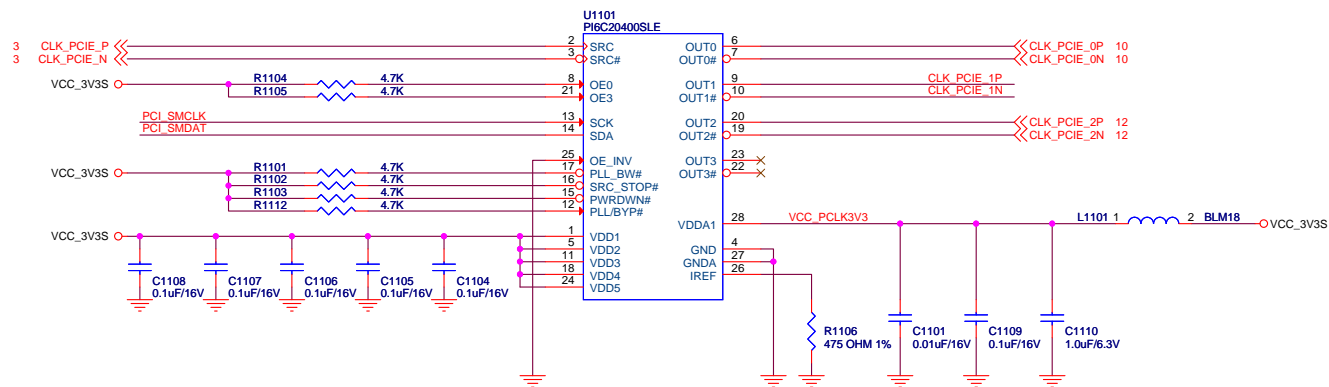 U1101
PI6C20400SLE
3 CLK_PCIE_P 2 SRC OUT0 6 CLK_PCIE_0P 10
3 CLK_PCIE_N 3 SRC# OUT0# 7 CLK_PCIE_0N 10
VCC_3V3S R1104 4.7K 8 OE0 OUT1 9 CLK_PCIE_1P
R1105 4.7K 21 OE3 OUT1# 10 CLK_PCIE_1N
PCI_SMCLK 13 SCK OUT2 20 CLK_PCIE_2P 12
PCI_SMDAT 14 SDA OUT2# 19 CLK_PCIE_2N 12
25 OE_INV OUT3 23
VCC_3V3S R1101 4.7K 17 PLL_BW# OUT3# 22
R1102 4.7K 16 SRC_STOP#
R1103 4.7K 15 PWRDWN#
R1112 4.7K 12 PLL/BYP#
VDDA1 28 VCC_PCLK3V3 L1101 1 2 BLM18 VCC_3V3S
VCC_3V3S 1 VDD1
5 VDD2 GND 4
11 VDD3 GNDA 27
18 VDD4 IREF 26
24 VDD5
C1108 C1107 C1106 C1105 C1104
0.1uF/16V 0.1uF/16V 0.1uF/16V 0.1uF/16V 0.1uF/16V
R1106 C1101 C1109 C1110
475 OHM 1% 0.01uF/16V 0.1uF/16V 1.0uF/6.3V